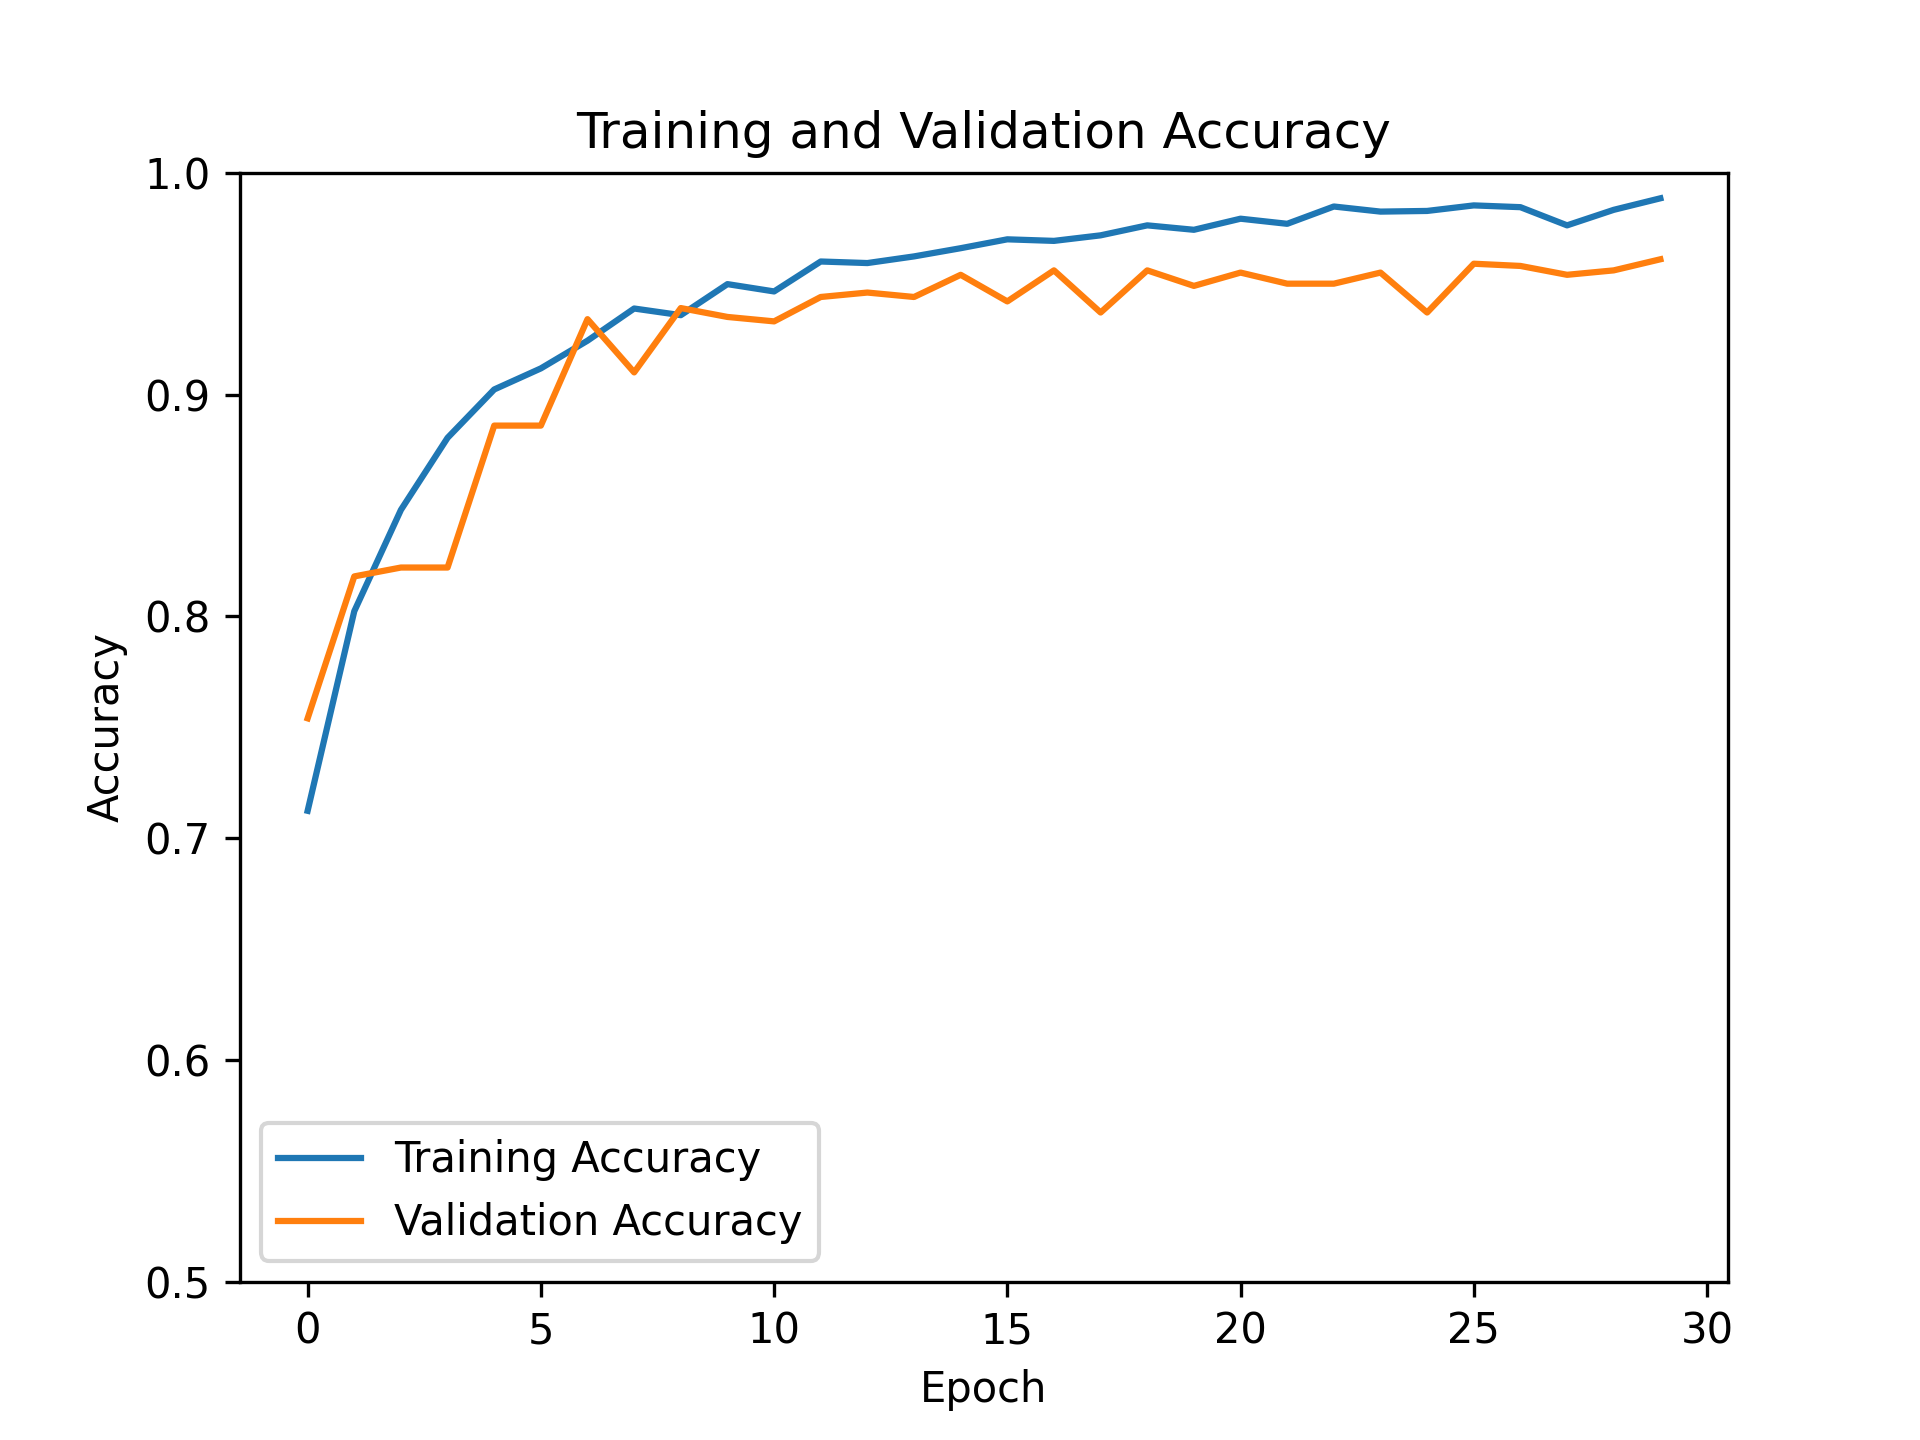 Training and Validation Accuracy
1.0
0.9
0.8
0.7
0.6
0.5
Accuracy
Training Accuracy
Validation Accuracy
0 5 10 15 20 25 30
Epoch